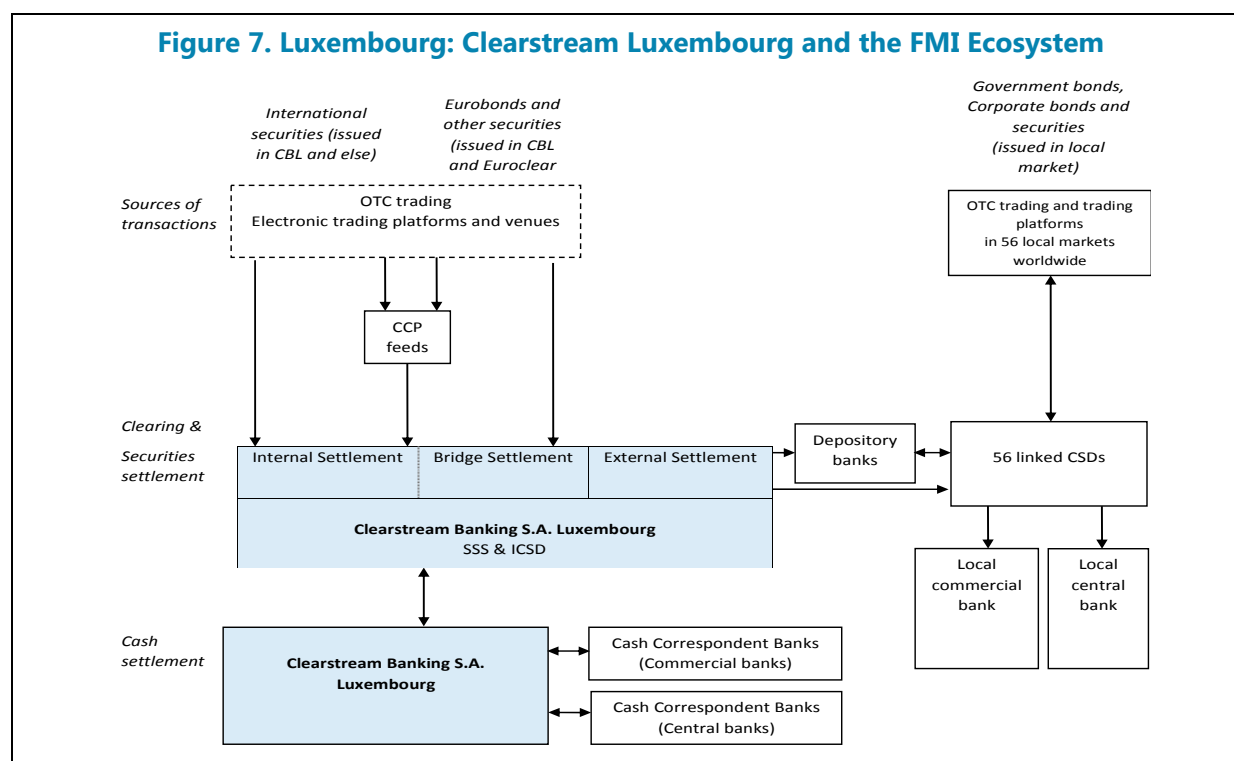 Figure 7. Luxembourg: Clearstream Luxembourg and the FMI Ecosystem
International
securities (issued
in CBL and else)
Eurobonds and
other securities
(issued in CBL
and Euroclear
Government bonds,
Corporate bonds and
securities
(issued in local
market)
Sources of
transactions
OTC trading
Electronic trading platforms and venues
OTC trading and trading
platforms
in 56 local markets
worldwide
CCP
feeds
Clearing &
Securities
settlement
Internal Settlement
Bridge Settlement
External Settlement
Depository
banks
56 linked CSDs
Clearstream Banking S.A. Luxembourg
SSS & ICSD
Local
commercial
bank
Local
central
bank
Cash
settlement
Clearstream Banking S.A.
Luxembourg
Cash Correspondent Banks
(Commercial banks)
Cash Correspondent Banks
(Central banks)